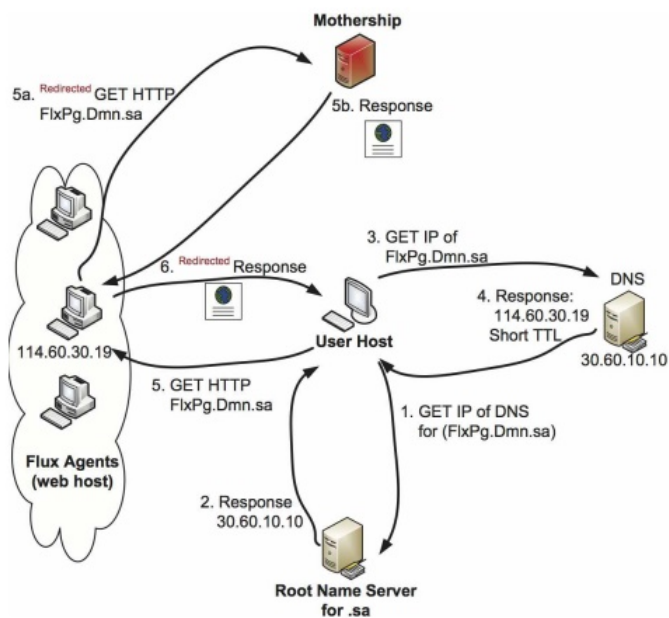 Mothership
5a. Redirected GET HTTP
FlxPg.Dmn.sa
5b. Response
3. GET IP of
FlxPg.Dmn.sa
6. Redirected Response
DNS
4. Response:
114.60.30.19
Short TTL
User Host
114.60.30.19
30.60.10.10
5. GET HTTP
FlxPg.Dmn.sa
1. GET IP of DNS
for (FlxPg.Dmn.sa)
Flux Agents
(web host)
2. Response
30.60.10.10
Root Name Server
for .sa